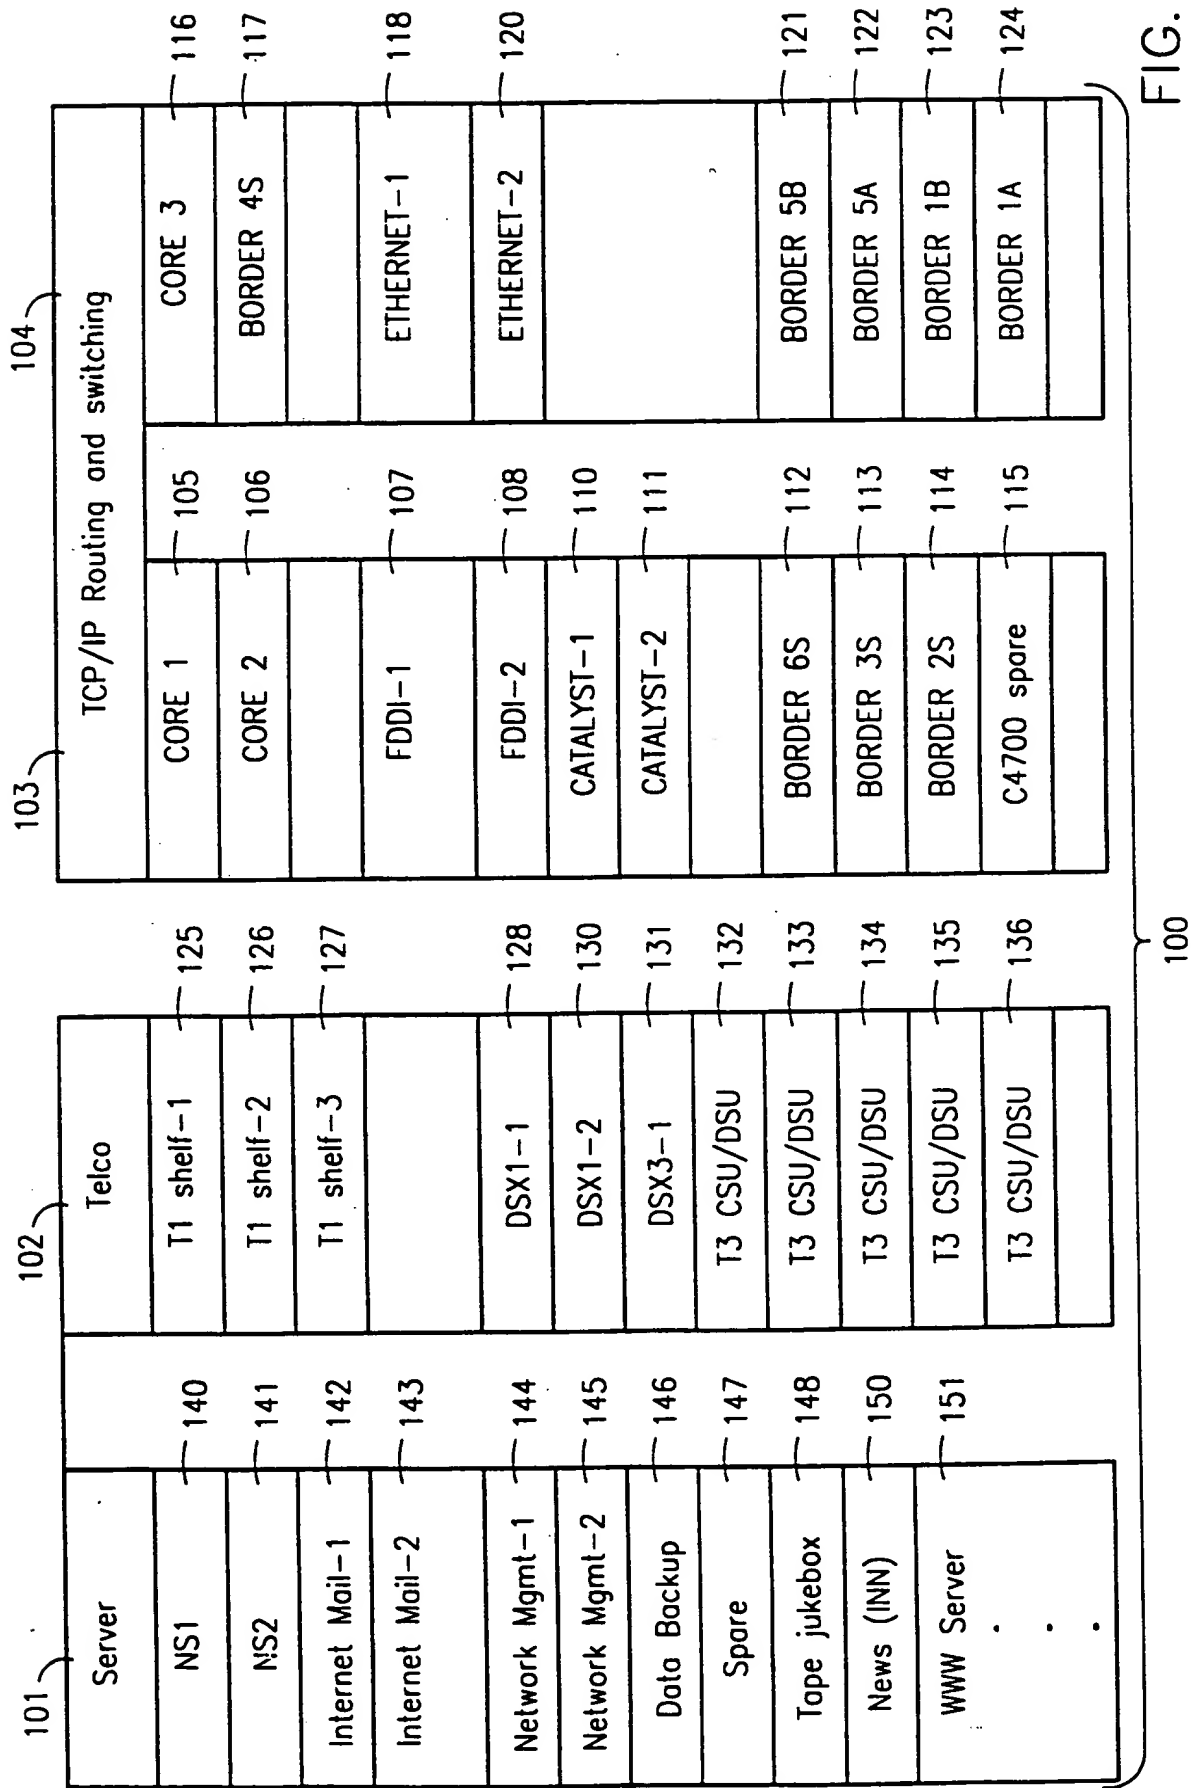 101
Server
NS1
140
NS2
141
Internet Mail-1
142
Internet Mail-2
143
Network Mgmt-1
144
Network Mgmt-2
145
Data Backup
146
Spare
147
Tape jukebox
148
News (INN)
150
WWW Server
151
102
Telco
T1 shelf-1
125
T1 shelf-2
126
T1 shelf-3
127
DSX1-1
128
DSX1-2
130
DSX3-1
131
T3 CSU/DSU
132
T3 CSU/DSU
133
T3 CSU/DSU
134
T3 CSU/DSU
135
T3 CSU/DSU
136
103
104
TCP/IP Routing and switching
CORE 1
105
CORE 2
106
FDDI-1
107
FDDI-2
108
CATALYST-1
110
CATALYST-2
111
BORDER 6S
112
BORDER 3S
113
BORDER 2S
114
C4700 spare
115
CORE 3
116
BORDER 4S
117
ETHERNET-1
118
ETHERNET-2
120
BORDER 5B
121
BORDER 5A
122
BORDER 1B
123
BORDER 1A
124
100
FIG.